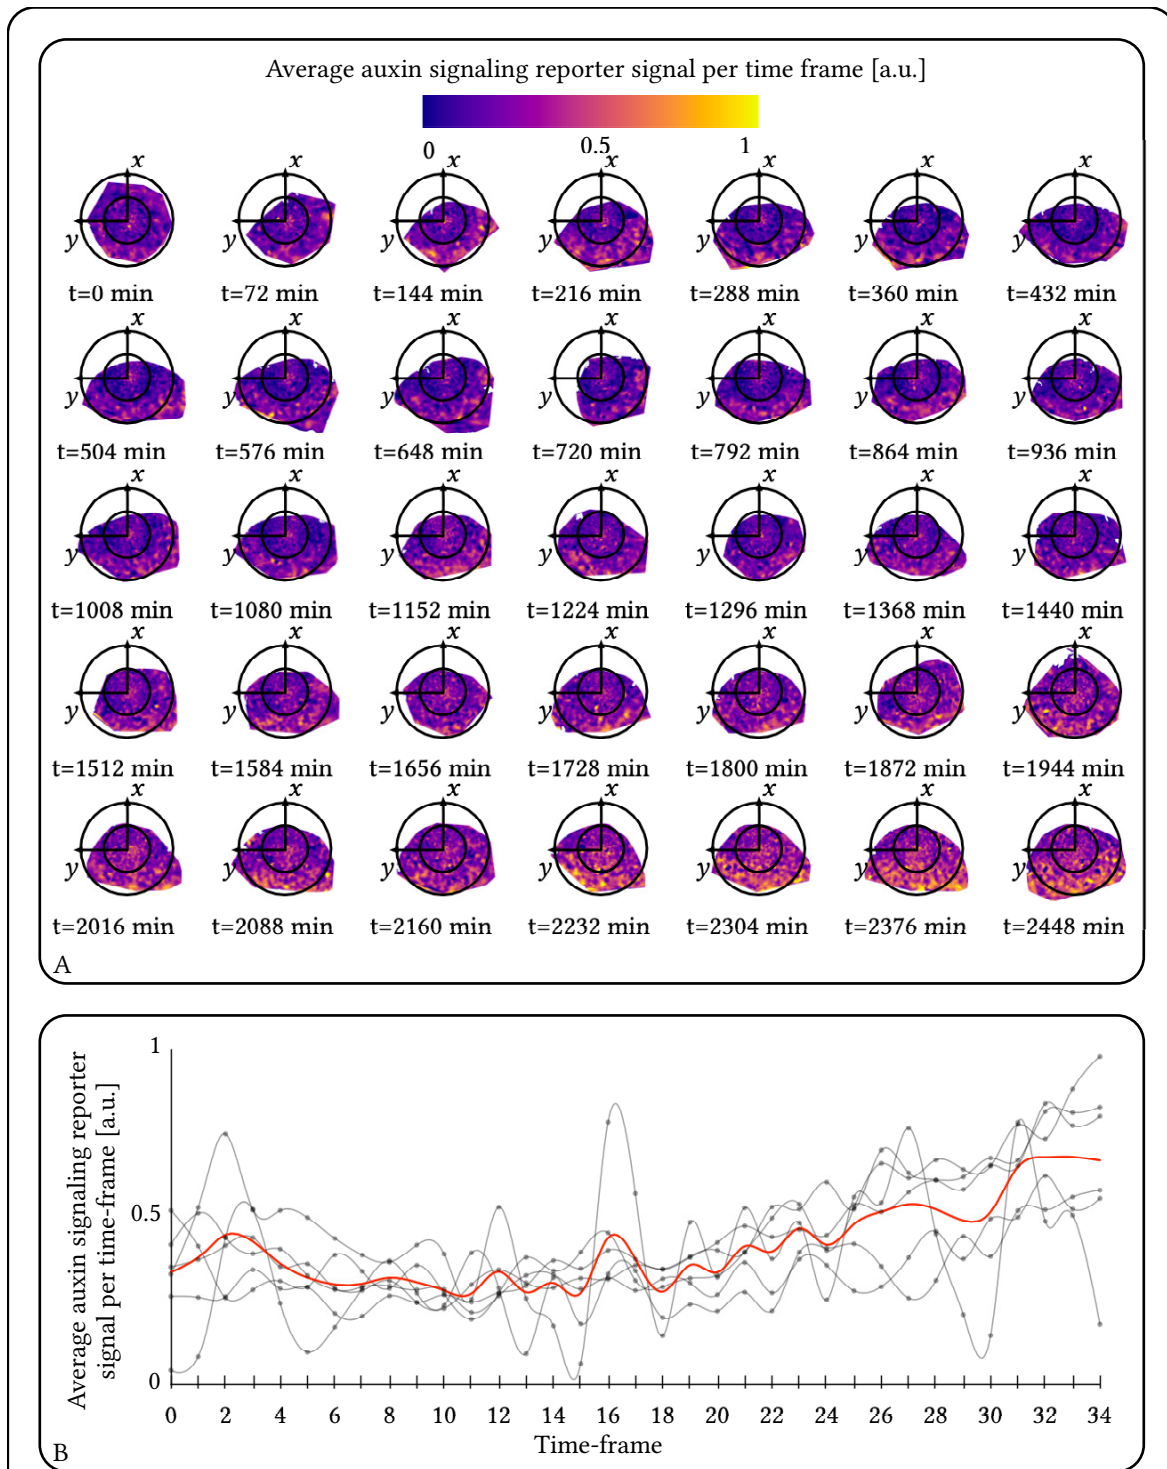 Average auxin signaling reporter signal per time frame [a.u.]
0 0.5 1
x x x x x x x
y y y y y y y
t=0 min t=72 min t=144 min t=216 min t=288 min t=360 min t=432 min
x x x x x x x
y y y y y y y
t=504 min t=576 min t=648 min t=720 min t=792 min t=864 min t=936 min
x x x x x x x
y y y y y y y
t=1008 min t=1080 min t=1152 min t=1224 min t=1296 min t=1368 min t=1440 min
x x x x x x x
y y y y y y y
t=1512 min t=1584 min t=1656 min t=1728 min t=1800 min t=1872 min t=1944 min
x x x x x x x
y y y y y y y
t=2016 min t=2088 min t=2160 min t=2232 min t=2304 min t=2376 min t=2448 min
A
Average auxin signaling reporter
signal per time-frame [a.u.]
1
0.5
0
0 2 4 6 8 10 12 14 16 18 20 22 24 26 28 30 32 34
Time-frame
B